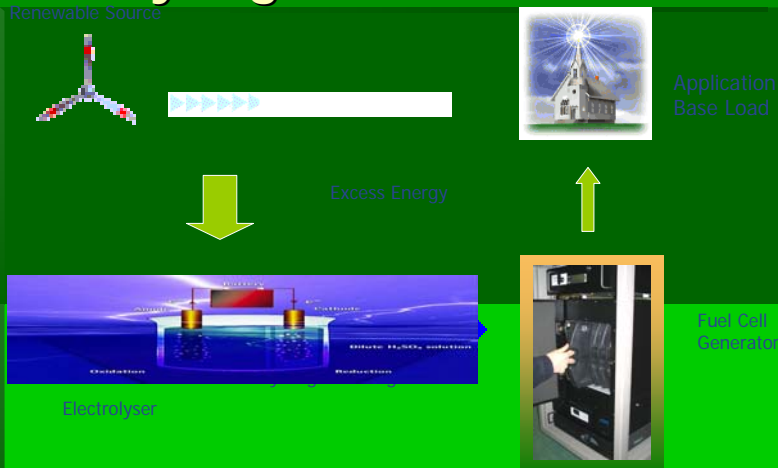 Renewable Source
Application
Base Load
Excess Energy
Battery
Anode
Cathode
Dilute H₂SO₄ solution
Oxidation
Reduction
Fuel Cell
Generator
Electrolyser